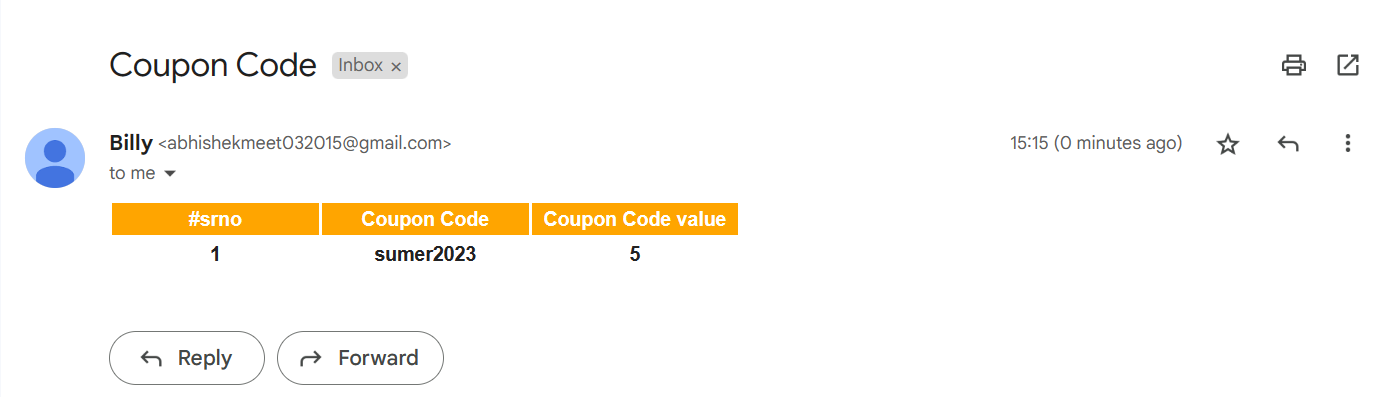 Coupon Code Inbox ×
Billy <abhishekmeet032015@gmail.com> 15:15 (0 minutes ago)
to me
#srno Coupon Code Coupon Code value
1 sumer2023 5
Reply Forward